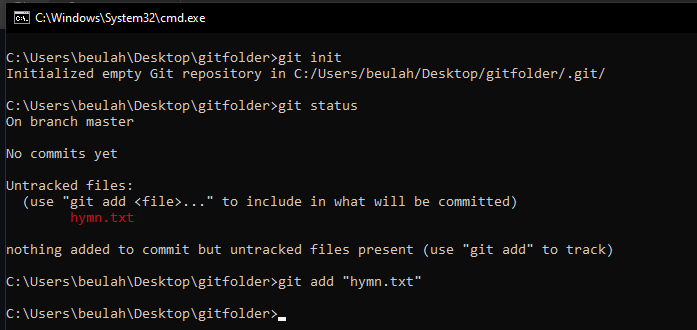 C:\Windows\System32\cmd.exe
C:\Users\beulah\Desktop\gitfolder>git init
Initialized empty Git repository in C:/Users/beulah/Desktop/gitfolder/.git/
C:\Users\beulah\Desktop\gitfolder>git status
On branch master
No commits yet
Untracked files:
  (use "git add <file>..." to include in what will be committed)
        hymn.txt
nothing added to commit but untracked files present (use "git add" to track)
C:\Users\beulah\Desktop\gitfolder>git add "hymn.txt"
C:\Users\beulah\Desktop\gitfolder>